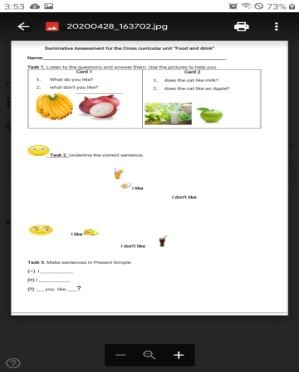 3:53
73%
20200428_163702.jpg
Summative Assessment for the Cross curricular unit "Food and drink"
Name:
Task 1. Listen to the questions and answer them. Use the pictures to help you.
Card 1
1. What do you like?
2. what don't you like?
Card 2
1. does the cat like milk?
2. does the cat like an Apple?
Task 2. Underline the correct sentence.
I like
I don't like
I like
I don't like
Task 3. Make sentences in Present Simple.
(-) I
(+) I
(?) ___ you like ___?